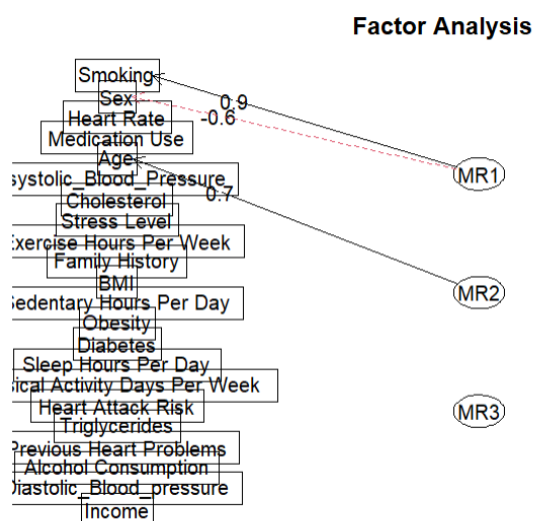 Factor Analysis
Smoking
0.9
Sex
-0.6
Heart Rate
Medication Use
Age
MR1
systolic_Blood_Pressure
0.7
Cholesterol
Stress Level
Exercise Hours Per Week
Family History
BMI
MR2
Sedentary Hours Per Day
Obesity
Diabetes
Sleep Hours Per Day
sical Activity Days Per Week
Heart Attack Risk
MR3
Triglycerides
Previous Heart Problems
Alcohol Consumption
Diastolic_Blood_pressure
Income